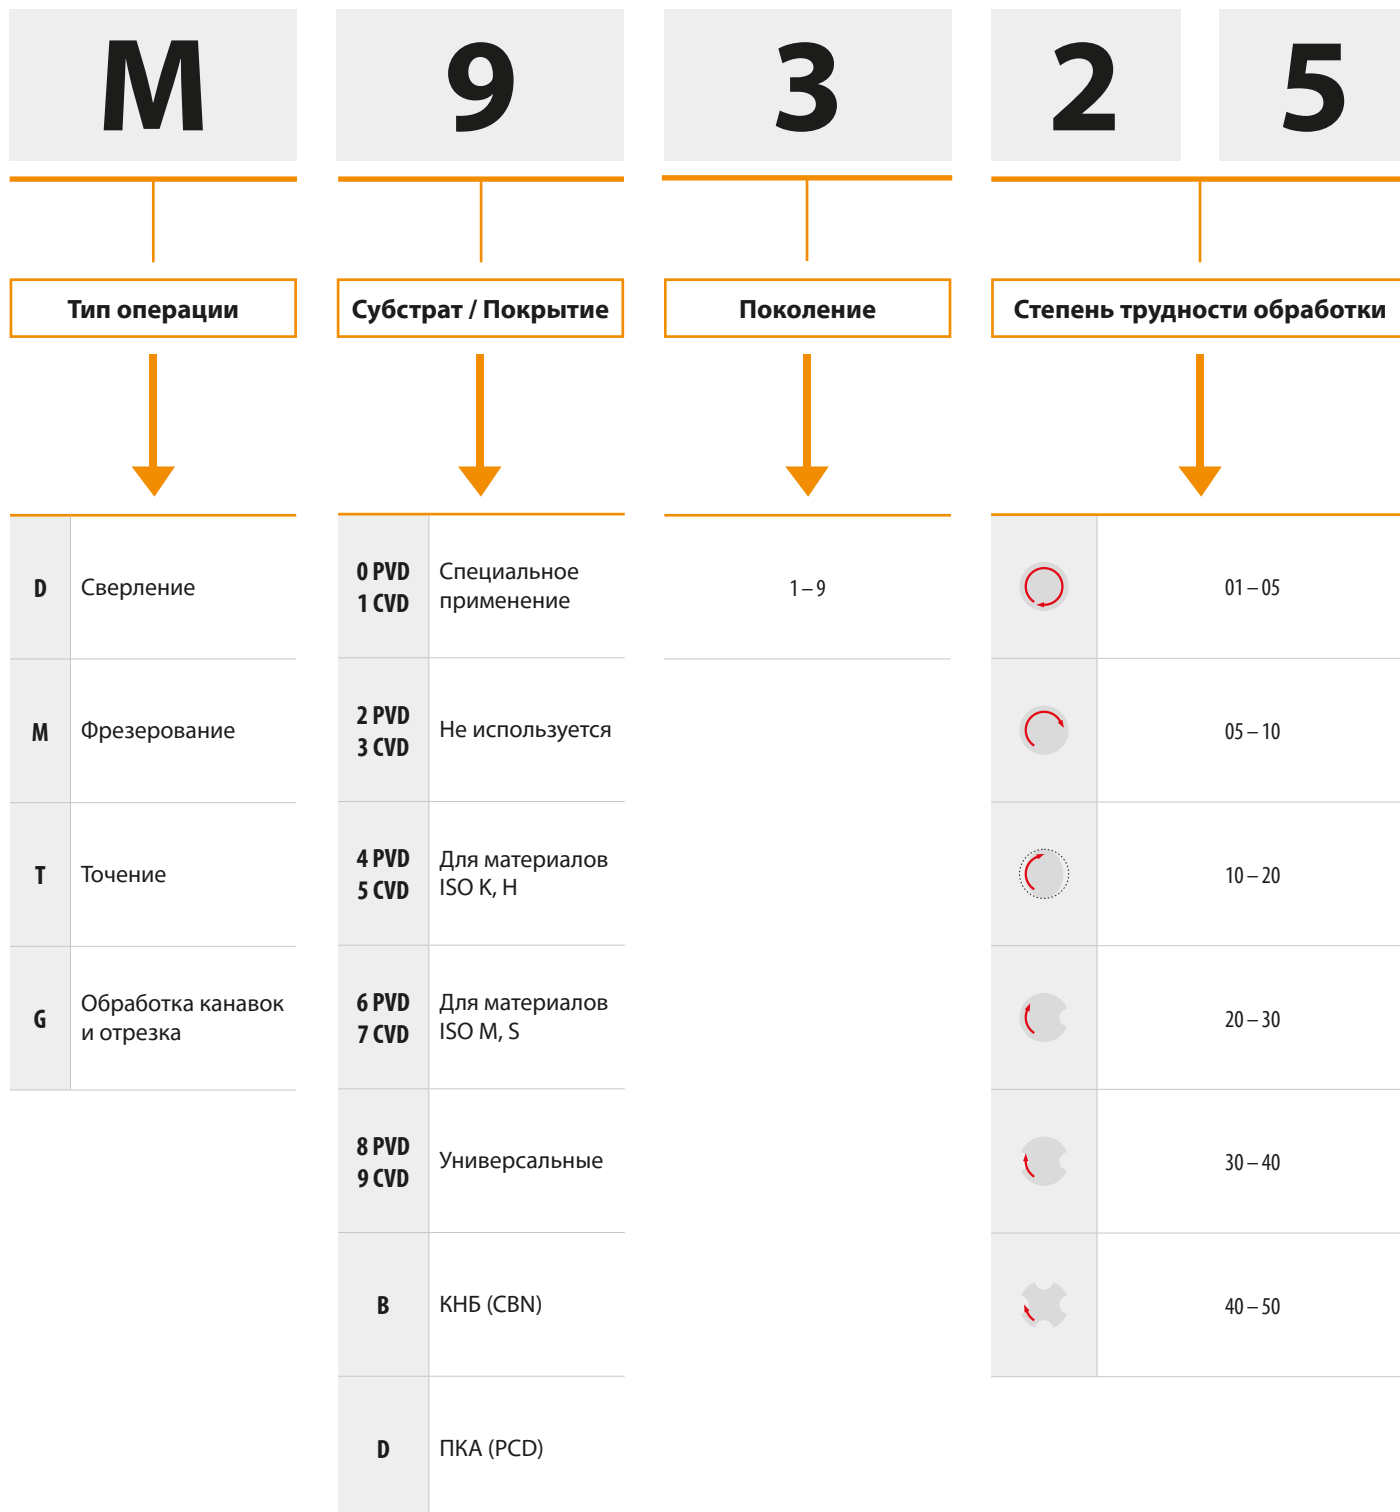 M 9 3 2 5
Тип операции
Субстрат / Покрытие
Поколение
Степень трудности обработки
D Сверление
M Фрезерование
T Точение
G Обработка канавок
и отрезка
0 PVD
1 CVD
Специальное
применение
2 PVD
3 CVD
Не используется
4 PVD
5 CVD
Для материалов
ISO K, H
6 PVD
7 CVD
Для материалов
ISO M, S
8 PVD
9 CVD
Универсальные
B КНБ (CBN)
D ПКА (PCD)
1 – 9
01 – 05
05 – 10
10 – 20
20 – 30
30 – 40
40 – 50